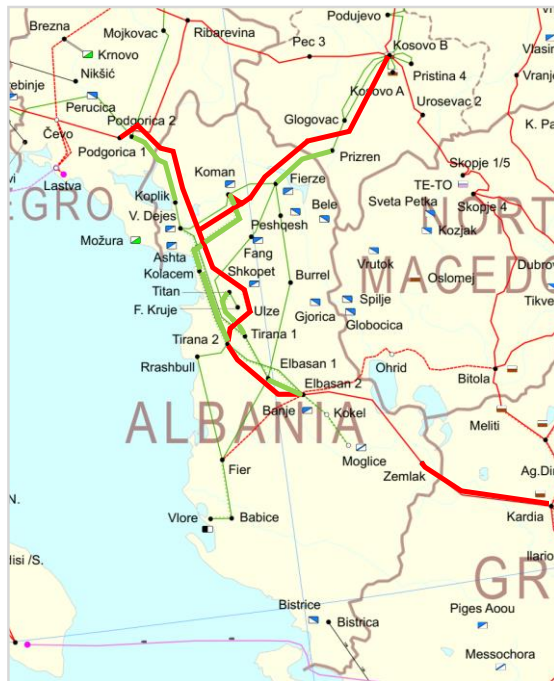 Podujevo
Brezna
Mojkovac
Ribarevina
Pec 3
Kosovo B
Vlasin
Krnovo
Nikšić
Pristina 4
Vranje
rebinje
Perucica
Kosovo A
Podgorica 2
Glogovac
Urosevac 2
Čevo
K. Pa
Podgorica 1
Prizren
Skopje 1/5
Lastva
Koman
Fierze
TE-TO
EGRO
Koplik
Bele
Sveta Petka
Skopje 4
NORT
V. Dejes
Peshqesh
Kozjak
Možura
Ashta
Fang
Vrutok
Dubro
Kolacem
Shkopet
Burrel
Oslomej
MACEDO
Titan
Spilje
Tikve
F. Kruje
Ulze
Gjorica
Globocica
Tirana 2
Tirana 1
Rrashbull
Elbasan 1
Ohrid
Elbasan 2
Bitola
Banje
Kokel
ALBANIA
Meliti
Moglice
Fier
Zemlak
Ag.Dim
N.
Vlore
Babice
Kardia
lisi /S.
Ilario
GR
Bistrice
Bistrica
Piges Aoou
Messochora